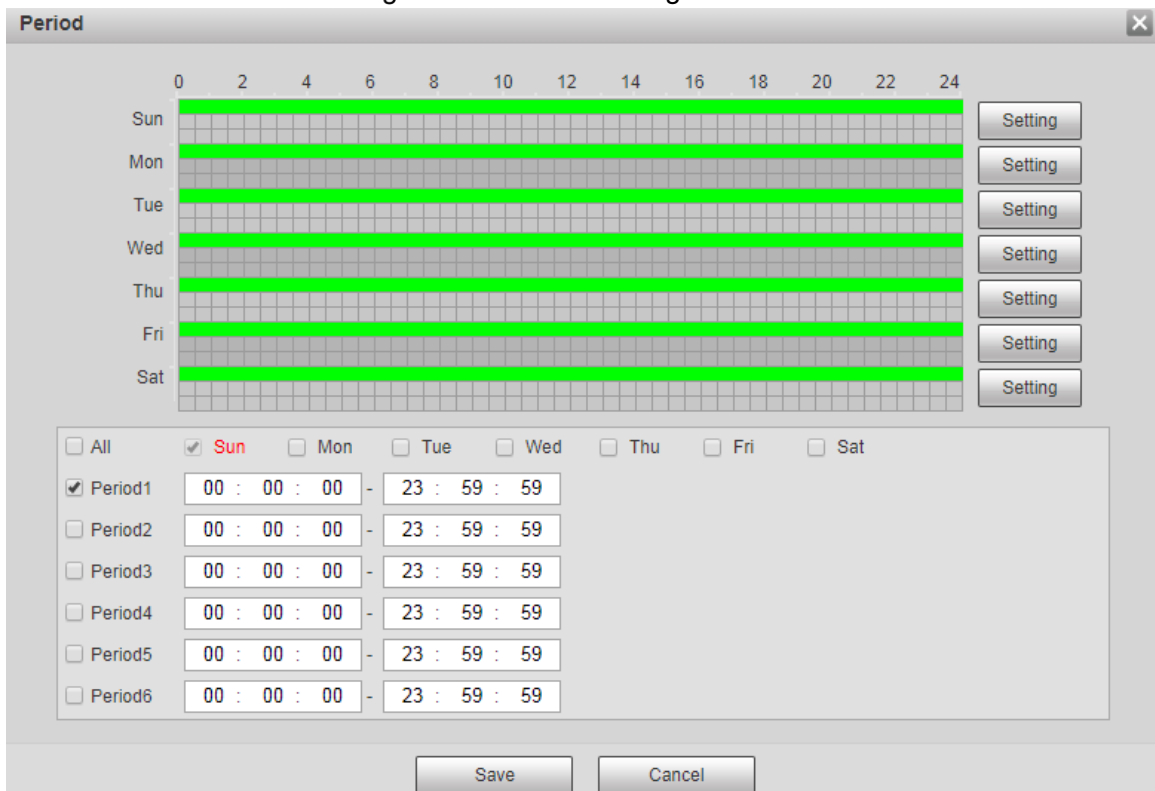 Period
0 2 4 6 8 10 12 14 16 18 20 22 24
Sun Setting
Mon Setting
Tue Setting
Wed Setting
Thu Setting
Fri Setting
Sat Setting
All Sun Mon Tue Wed Thu Fri Sat
Period1 00 : 00 : 00 - 23 : 59 : 59
Period2 00 : 00 : 00 - 23 : 59 : 59
Period3 00 : 00 : 00 - 23 : 59 : 59
Period4 00 : 00 : 00 - 23 : 59 : 59
Period5 00 : 00 : 00 - 23 : 59 : 59
Period6 00 : 00 : 00 - 23 : 59 : 59
Save Cancel